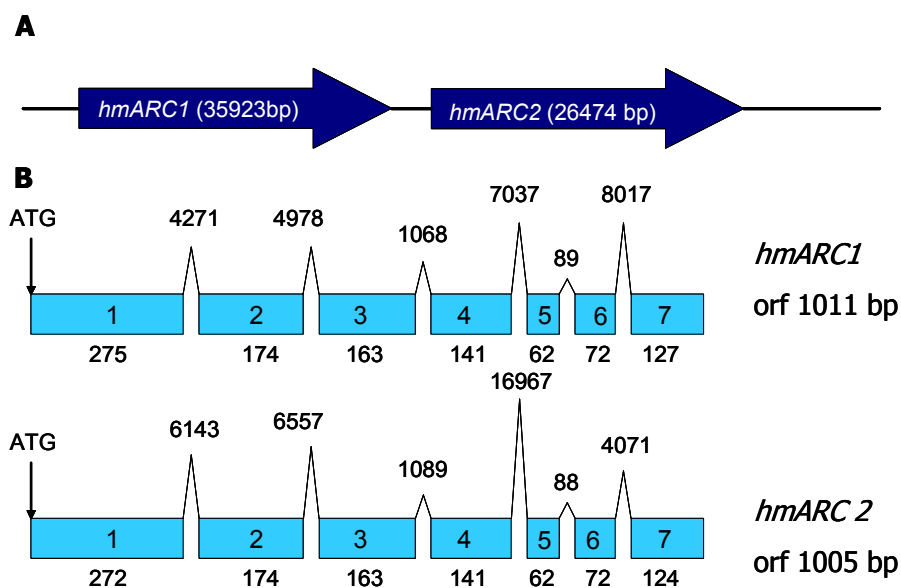 A
hmARC1 (35923bp)
hmARC2 (26474 bp)
B
ATG
4271
4978
1068
7037
89
8017
hmARC1
orf 1011 bp
1 2 3 4 5 6 7
275 174 163 141 62 72 127
ATG
6143
6557
1089
16967
88
4071
hmARC 2
orf 1005 bp
1 2 3 4 5 6 7
272 174 163 141 62 72 124